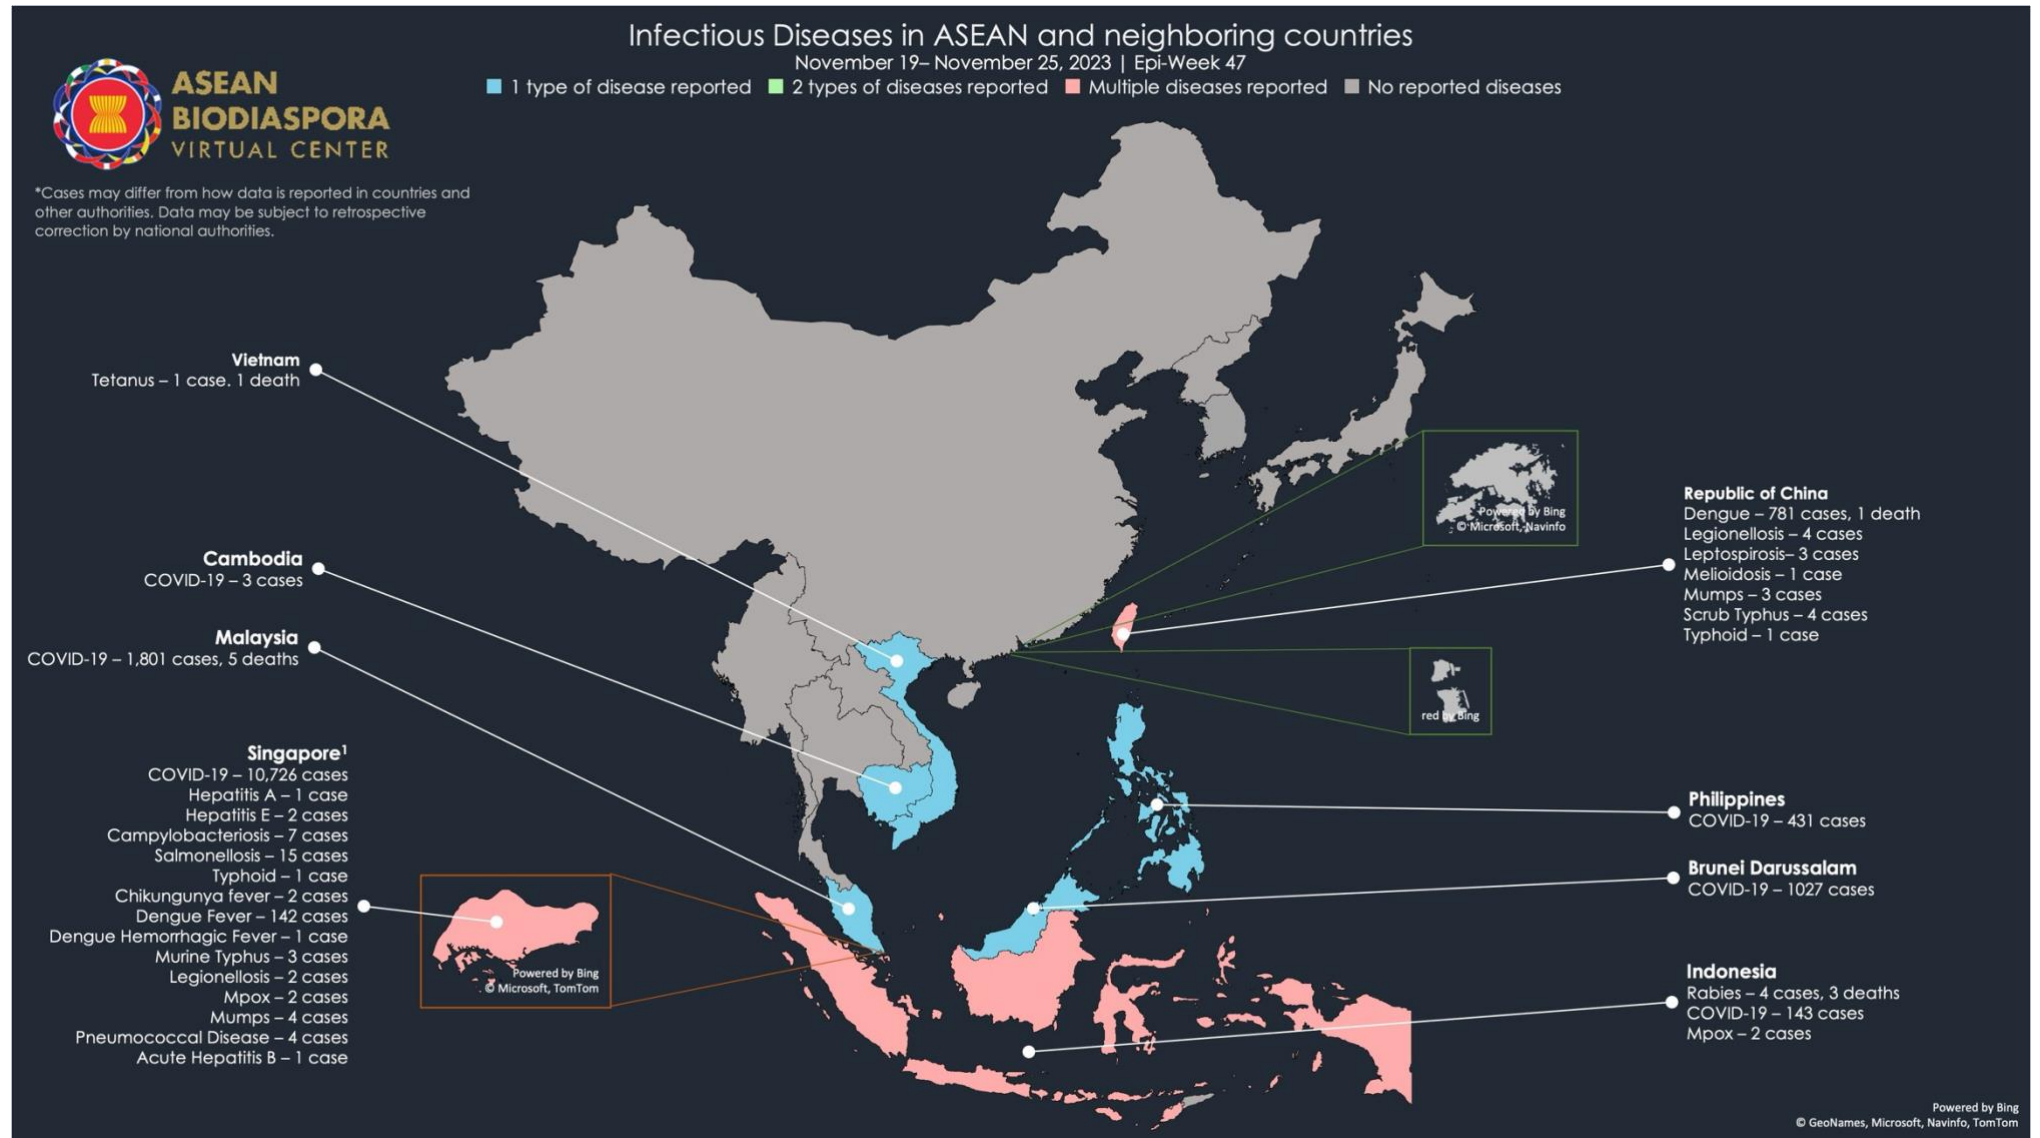 Infectious Diseases in ASEAN and neighboring countries
November 19– November 25, 2023 | Epi-Week 47
1 type of disease reported 2 types of diseases reported Multiple diseases reported No reported diseases
ASEAN
BIODIASPORA
VIRTUAL CENTER
*Cases may differ from how data is reported in countries and
other authorities. Data may be subject to retrospective
correction by national authorities.
Vietnam
Tetanus – 1 case. 1 death
Cambodia
COVID-19 – 3 cases
Malaysia
COVID-19 – 1,801 cases, 5 deaths
Singapore¹
COVID-19 – 10,726 cases
Hepatitis A – 1 case
Hepatitis E – 2 cases
Campylobacteriosis – 7 cases
Salmonellosis – 15 cases
Typhoid – 1 case
Chikungunya fever – 2 cases
Dengue Fever – 142 cases
Dengue Hemorrhagic Fever – 1 case
Murine Typhus – 3 cases
Legionellosis – 2 cases
Mpox – 2 cases
Mumps – 4 cases
Pneumococcal Disease – 4 cases
Acute Hepatitis B – 1 case
Powered by Bing
© Microsoft, TomTom
Powered by Bing
© Microsoft, Navinfo
red by Bing
Republic of China
Dengue – 781 cases, 1 death
Legionellosis – 4 cases
Leptospirosis– 3 cases
Melioidosis – 1 case
Mumps – 3 cases
Scrub Typhus – 4 cases
Typhoid – 1 case
Philippines
COVID-19 – 431 cases
Brunei Darussalam
COVID-19 – 1027 cases
Indonesia
Rabies – 4 cases, 3 deaths
COVID-19 – 143 cases
Mpox – 2 cases
Powered by Bing
© GeoNames, Microsoft, Navinfo, TomTom